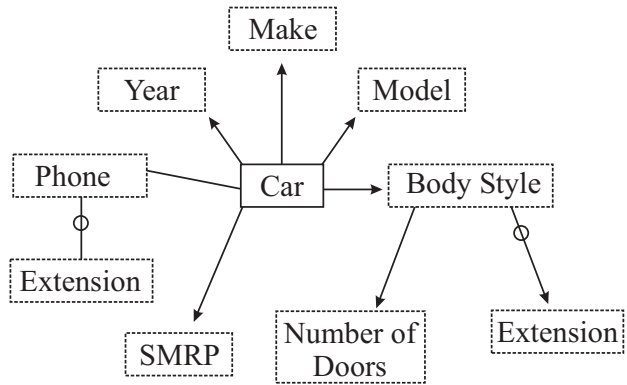 Make
Year
Model
Phone
Car
Body Style
Extension
SMRP
Number of
Doors
Extension